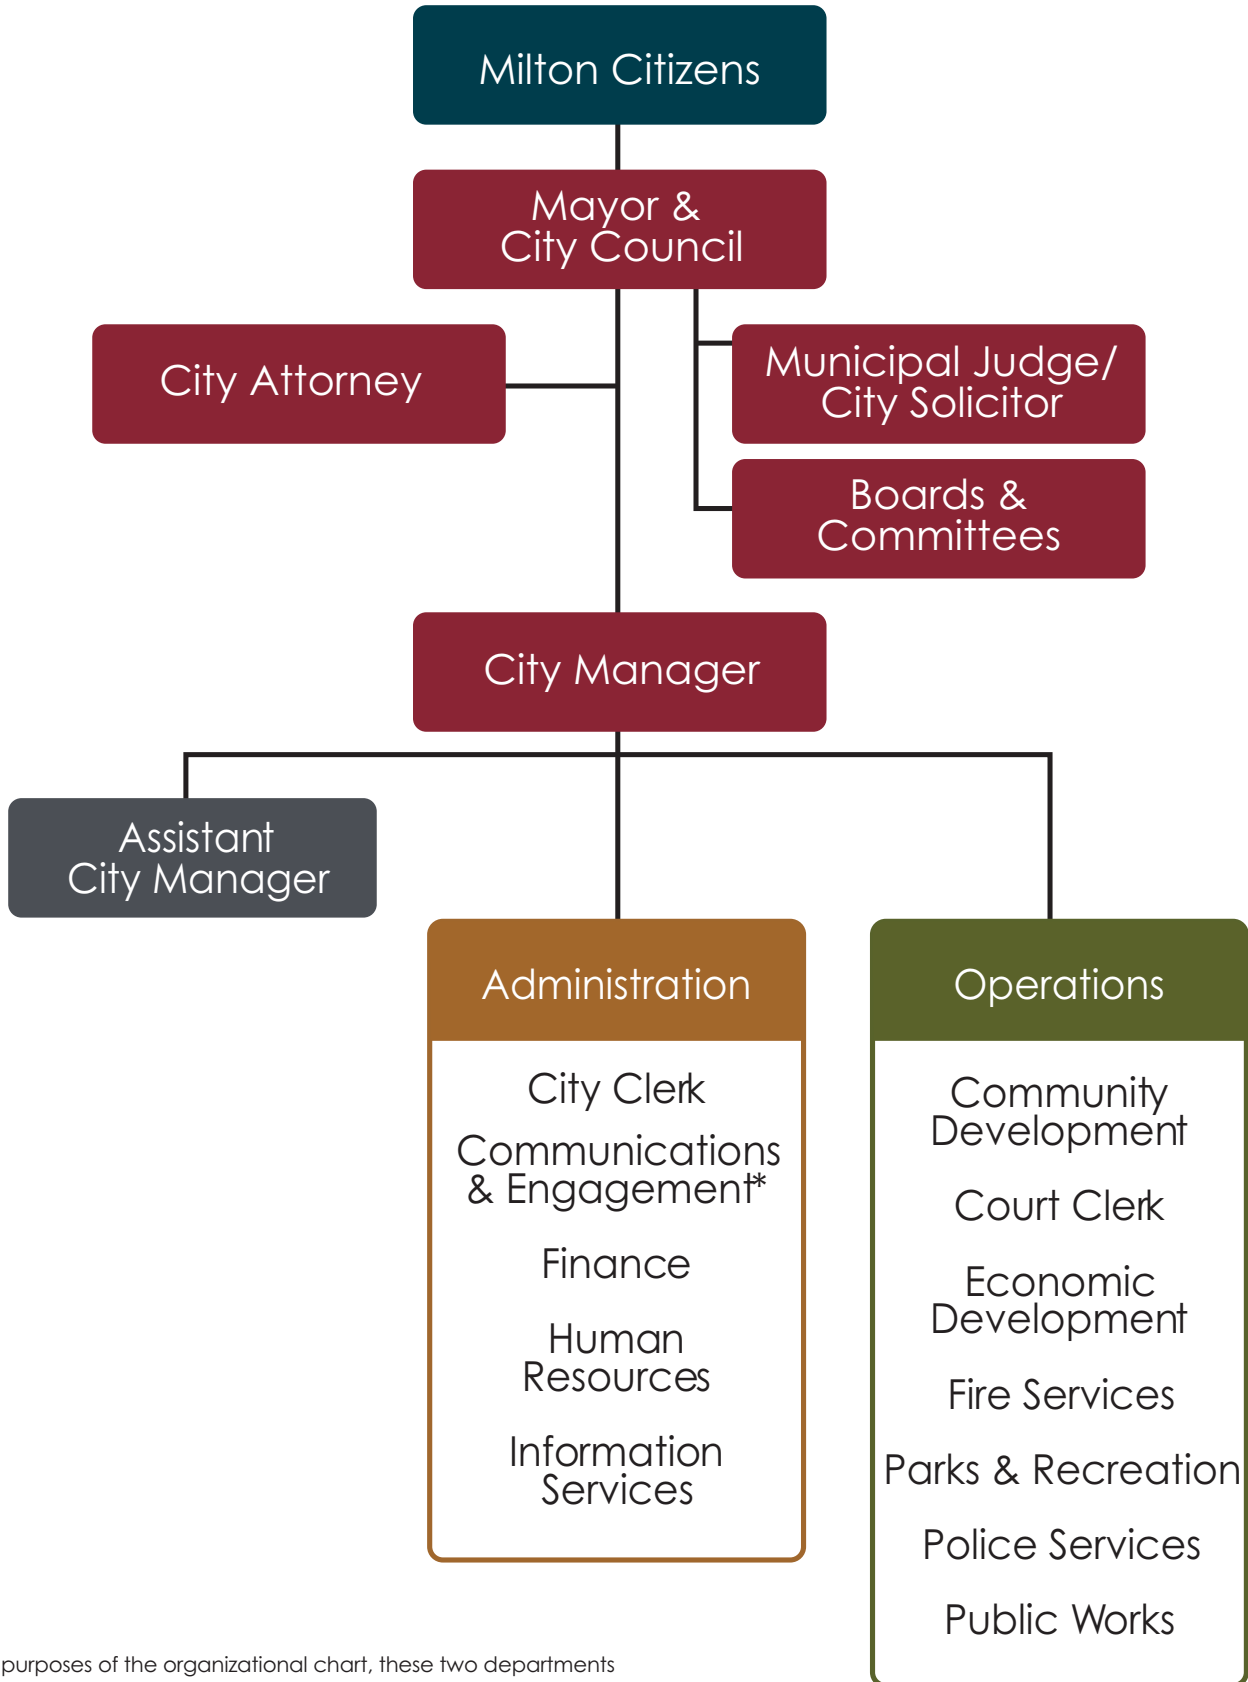 Milton Citizens
Mayor &
City Council
City Attorney
Municipal Judge/
City Solicitor
Boards &
Committees
City Manager
Assistant
City Manager
Administration
City Clerk
Communications
& Engagement*
Finance
Human
Resources
Information
Services
Operations
Community
Development
Court Clerk
Economic
Development
Fire Services
Parks & Recreation
Police Services
Public Works
purposes of the organizational chart, these two departments